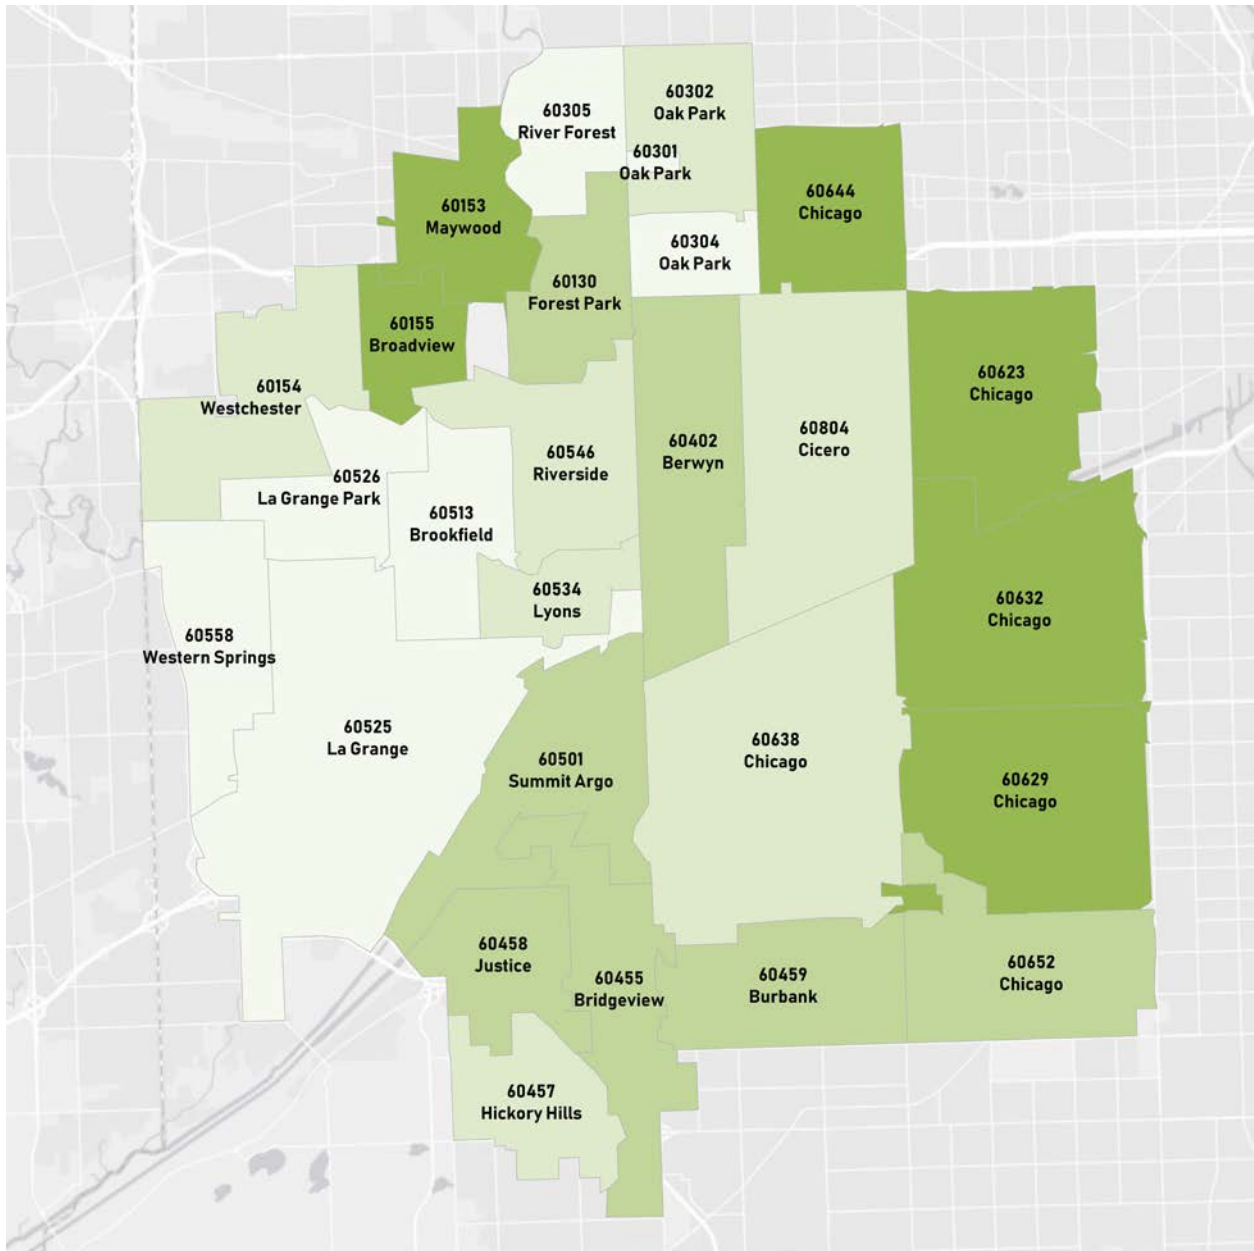 60302
Oak Park
60305
River Forest
60301
Oak Park
60644
Chicago
60153
Maywood
60304
Oak Park
60130
Forest Park
60155
Broadview
60623
Chicago
60154
Westchester
60804
Cicero
60402
Berwyn
60546
Riverside
60526
La Grange Park
60513
Brookfield
60534
Lyons
60632
Chicago
60558
Western Springs
60525
La Grange
60638
Chicago
60501
Summit Argo
60629
Chicago
60458
Justice
60455
Bridgeview
60459
Burbank
60652
Chicago
60457
Hickory Hills